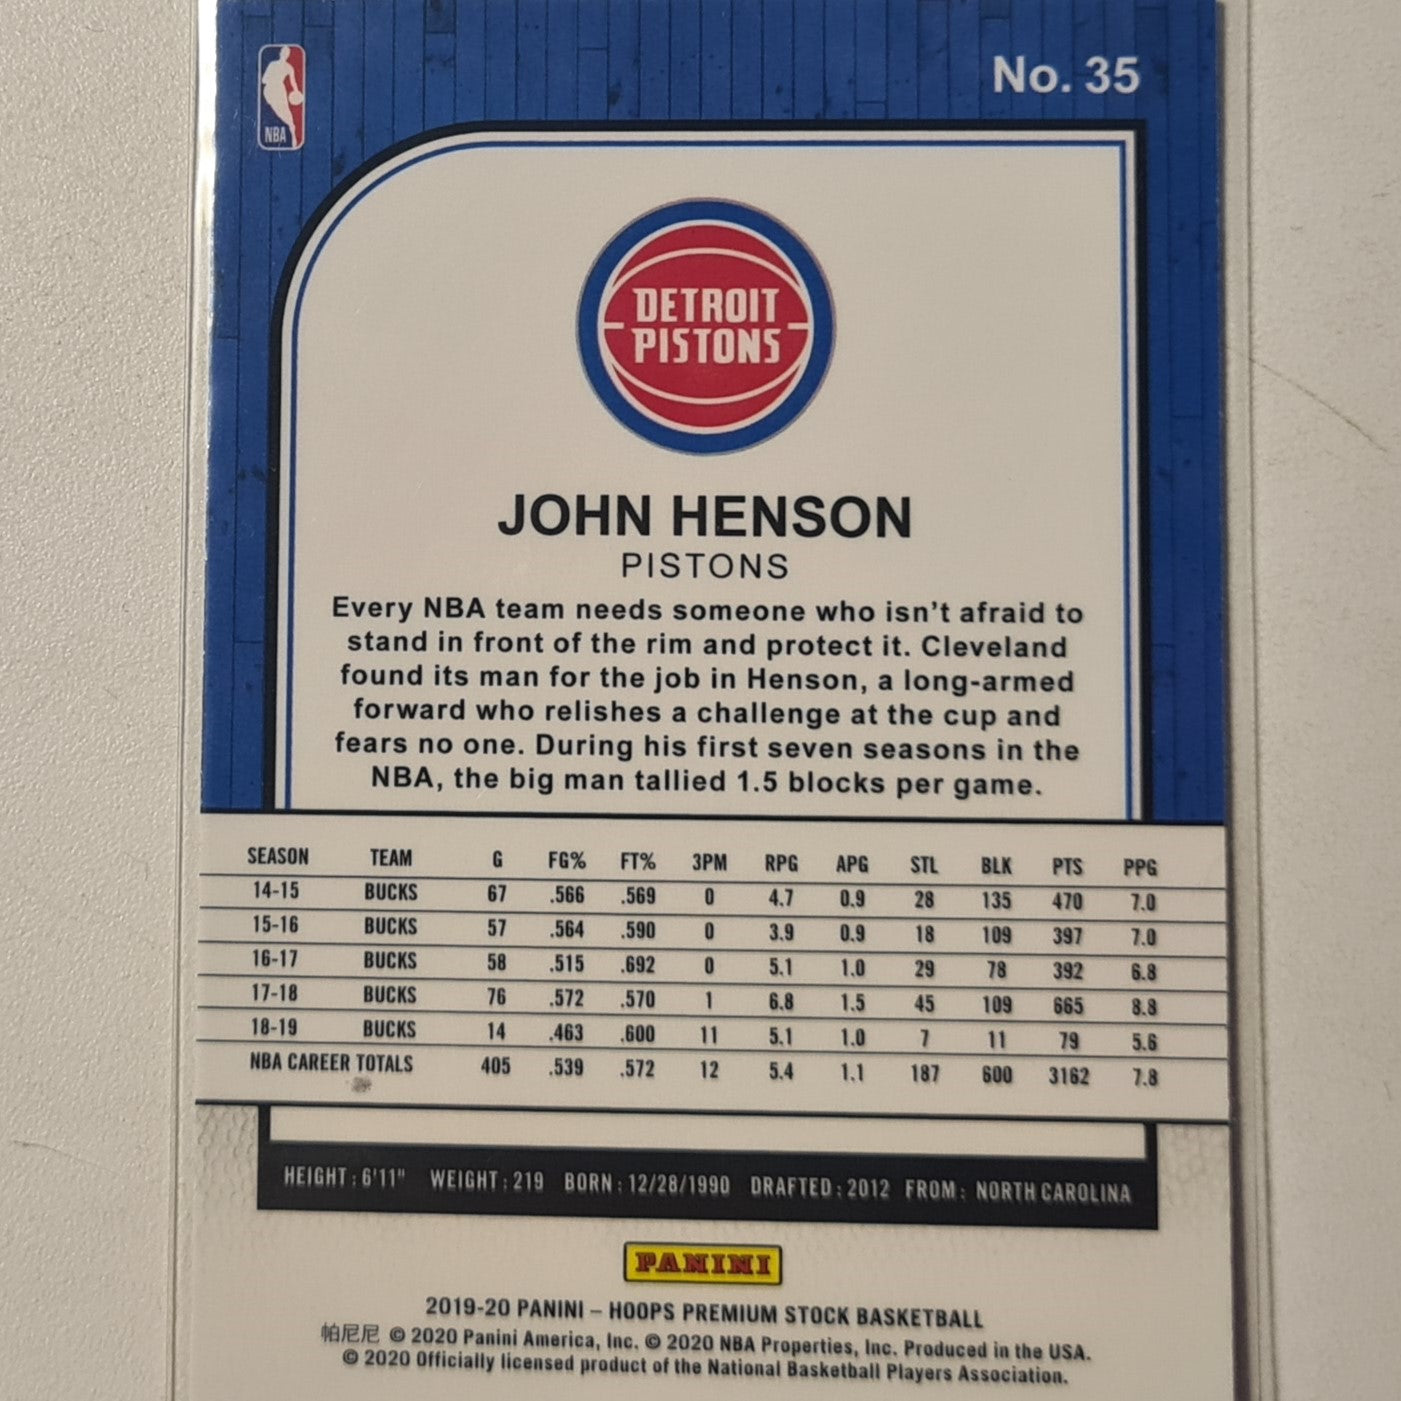 NBA
No. 35
DETROIT
PISTONS
JOHN HENSON
PISTONS
Every NBA team needs someone who isn't afraid to
stand in front of the rim and protect it. Cleveland
found its man for the job in Henson, a long-armed
forward who relishes a challenge at the cup and
fears no one. During his first seven seasons in the
NBA, the big man tallied 1.5 blocks per game.
SEASON TEAM G FG% FT% 3PM RPG APG STL BLK PTS PPG
14-15 BUCKS 67 .566 .569 0 4.7 0.9 28 135 470 7.0
15-16 BUCKS 57 .564 .590 0 3.9 0.9 18 109 397 7.0
16-17 BUCKS 58 .515 .692 0 5.1 1.0 29 78 392 6.8
17-18 BUCKS 76 .572 .570 1 6.8 1.5 45 109 665 8.8
18-19 BUCKS 14 .463 .600 11 5.1 1.0 7 11 79 5.6
NBA CAREER TOTALS 405 .539 .572 12 5.4 1.1 187 600 3162 7.8
HEIGHT: 6'11" WEIGHT: 219 BORN: 12/28/1990 DRAFTED: 2012 FROM: NORTH CAROLINA
PANINI
2019-20 PANINI – HOOPS PREMIUM STOCK BASKETBALL
帕尼尼 © 2020 Panini America, Inc. © 2020 NBA Properties, Inc. Produced in the USA.
© 2020 Officially licensed product of the National Basketball Players Association.